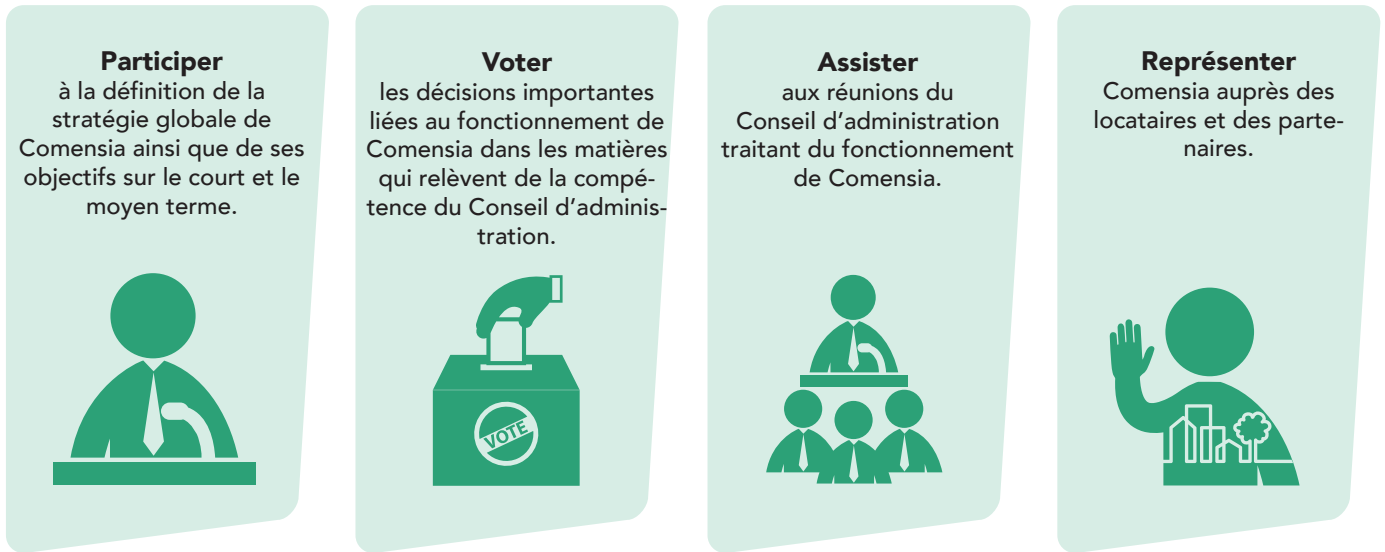 Participer
à la définition de la
stratégie globale de
Comensia ainsi que de ses
objectifs sur le court et le
moyen terme.
Voter
les décisions importantes
liées au fonctionnement de
Comensia dans les matières
qui relèvent de la compé-
tence du Conseil d’adminis-
tration.
VOTE
Assister
aux réunions du
Conseil d’administration
traitant du fonctionnement
de Comensia.
Représenter
Comensia auprès des
locataires et des parte-
naires.